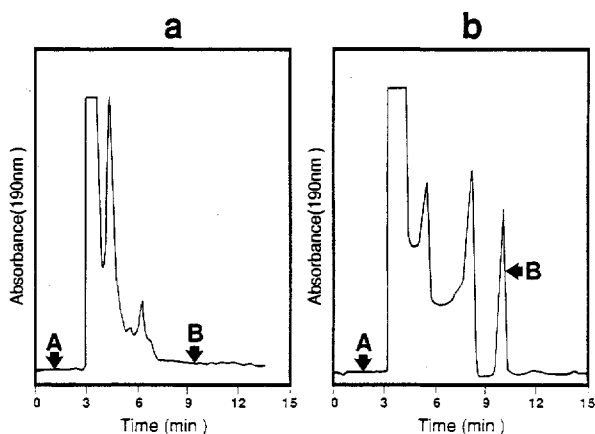 a
b
Absorbance(190nm)
A
B
0 3 6 9 12 15
Time (min)
Absorbance(190nm)
A
B
0 3 6 9 12 15
Time (min)